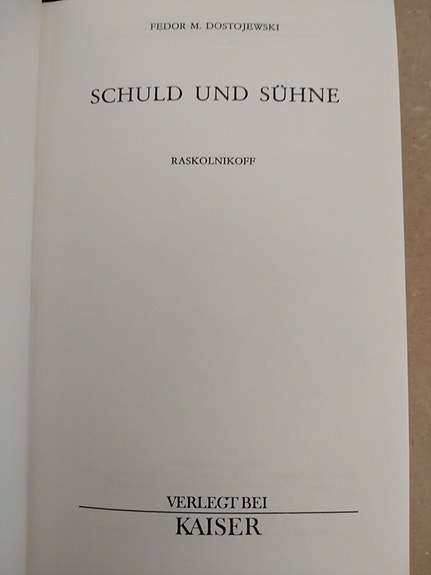 FEDOR M. DOSTOJEWSKI
SCHULD UND SÜHNE
RASKOLNIKOFF
VERLEGT BEI
KAISER